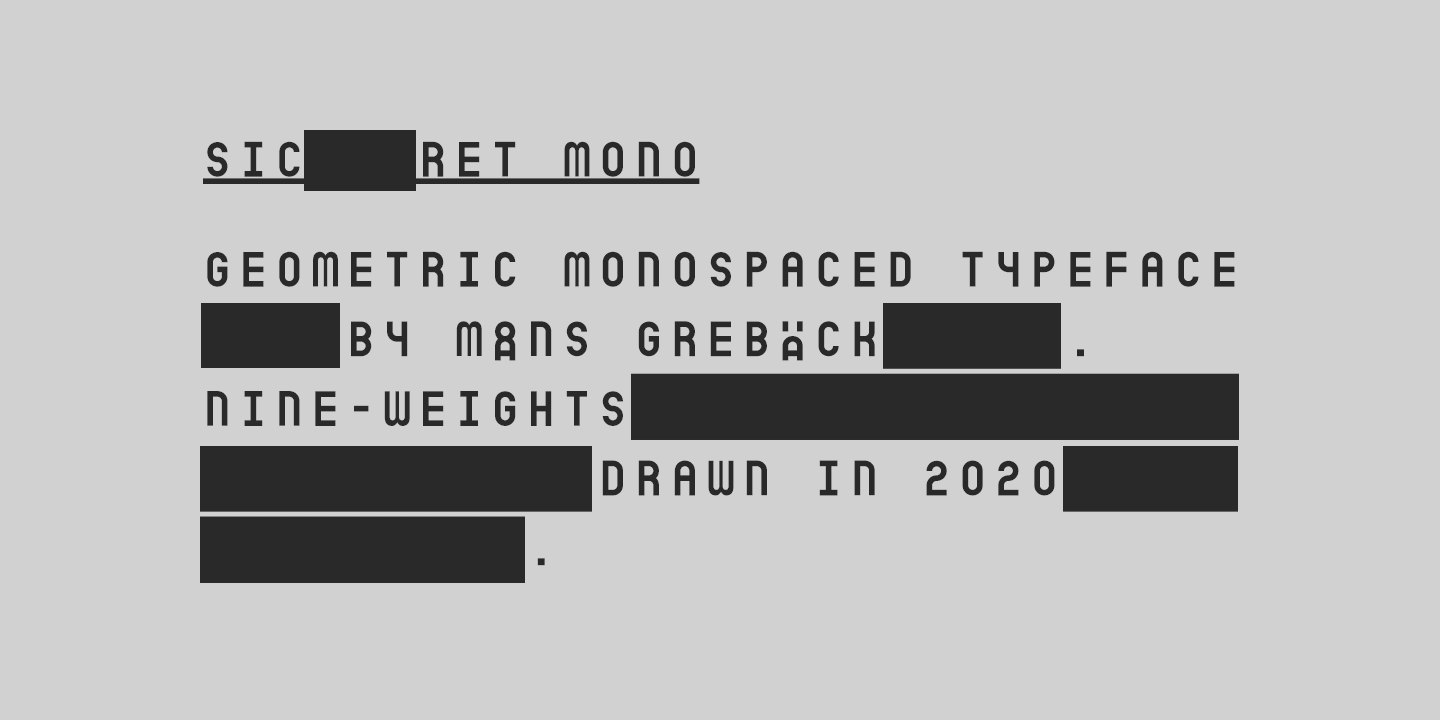 SIC RET MONO
GEOMETRIC MONOSPACED TYPEFACE
BY MÅNS GREBÄCK .
NINE-WEIGHTS
DRAWN IN 2020
.